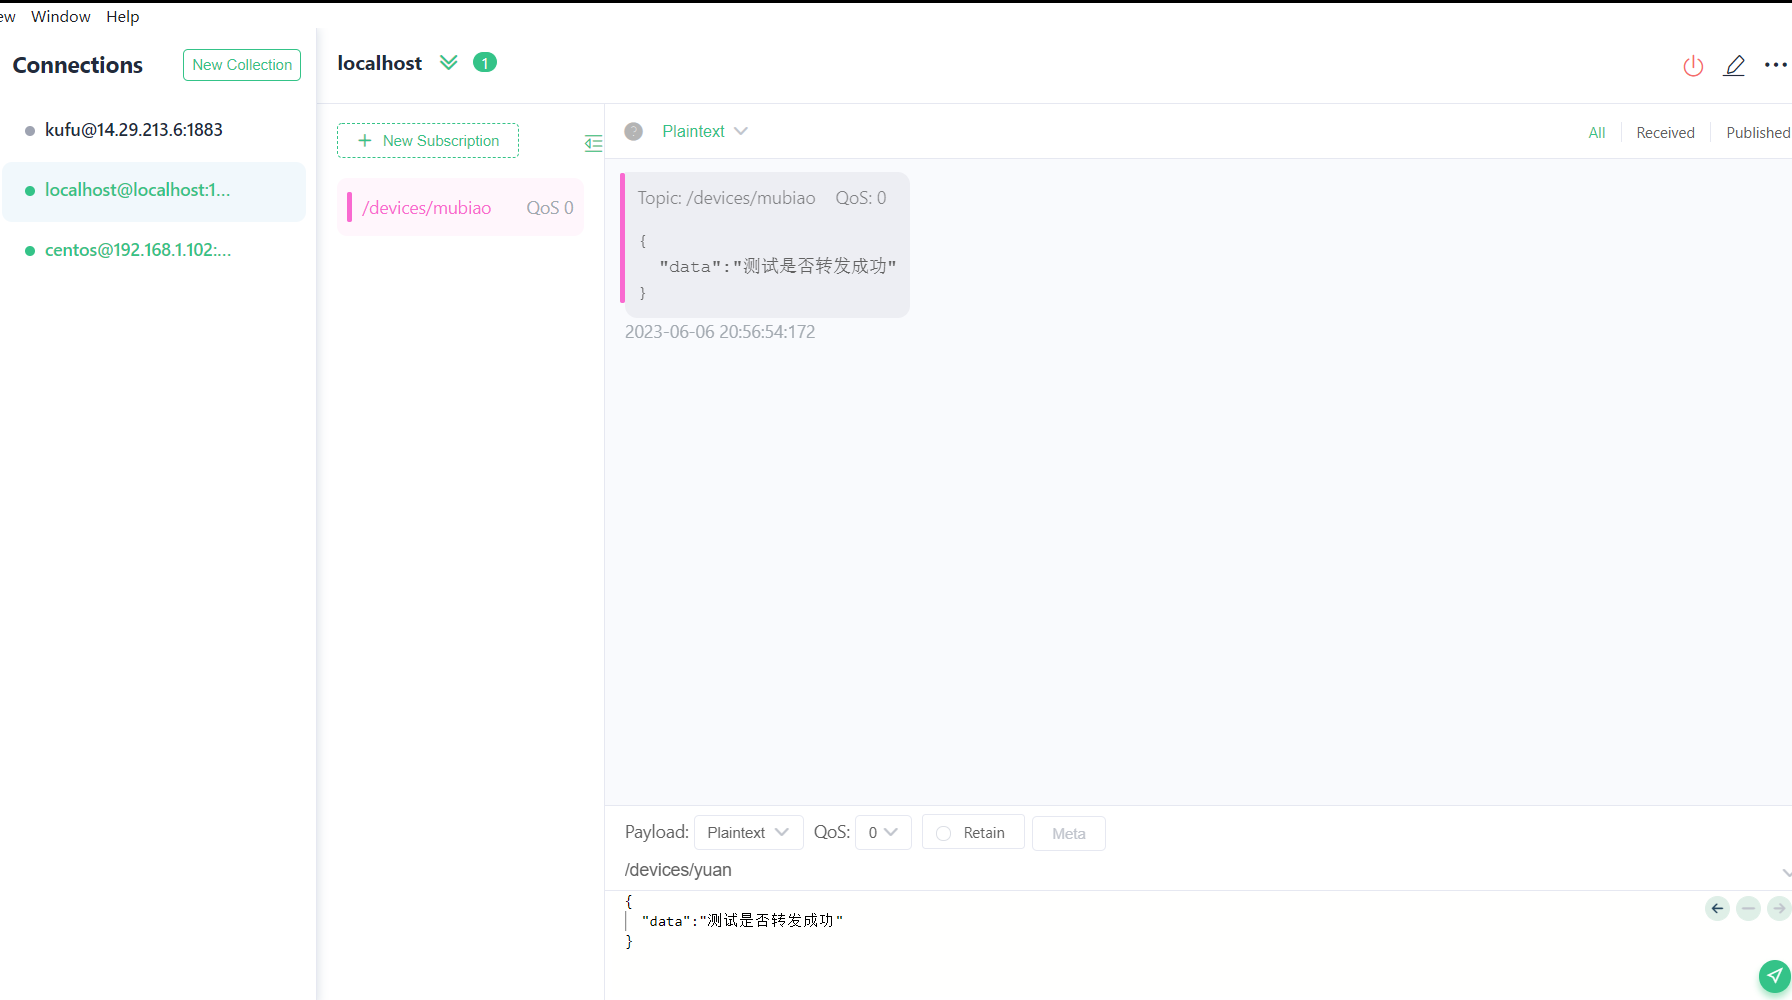 ew Window Help
Connections
New Collection
kufu@14.29.213.6:1883
localhost@localhost:1...
centos@192.168.1.102:...
localhost 1
New Subscription
/devices/mubiao QoS 0
Plaintext
All Received Published
Topic: /devices/mubiao QoS: 0
{
"data":"测试是否转发成功"
}
2023-06-06 20:56:54:172
Payload: Plaintext QoS: 0 Retain Meta
/devices/yuan
{
"data":"测试是否转发成功"
}